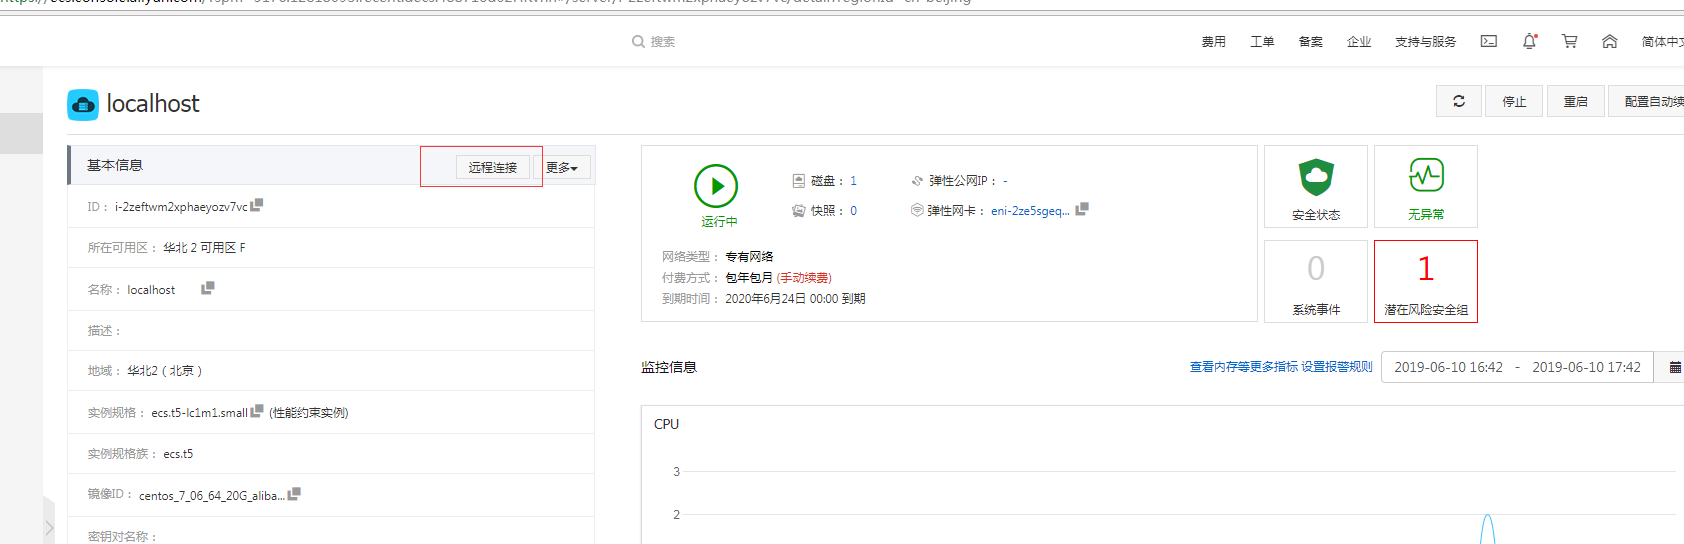 搜索
费用 工单 备案 企业 支持与服务 简体中文
localhost
停止 重启 配置自动续
基本信息 远程连接 更多
ID： i-2zeftwm2xphaeyozv7vc
所在可用区： 华北 2 可用区 F
名称： localhost
描述：
地域： 华北2（北京）
实例规格： ecs.t5-lc1m1.small (性能约束实例)
实例规格族： ecs.t5
镜像ID： centos_7_06_64_20G_aliba...
密钥对名称：
运行中
磁盘： 1
弹性公网IP： -
快照： 0
弹性网卡： eni-2ze5sgeq...
网络类型： 专有网络
付费方式： 包年包月 (手动续费)
到期时间： 2020年6月24日 00:00 到期
安全状态
无异常
0
系统事件
1
潜在风险安全组
监控信息 查看内存等更多指标 设置报警规则 2019-06-10 16:42 - 2019-06-10 17:42
CPU
3
2